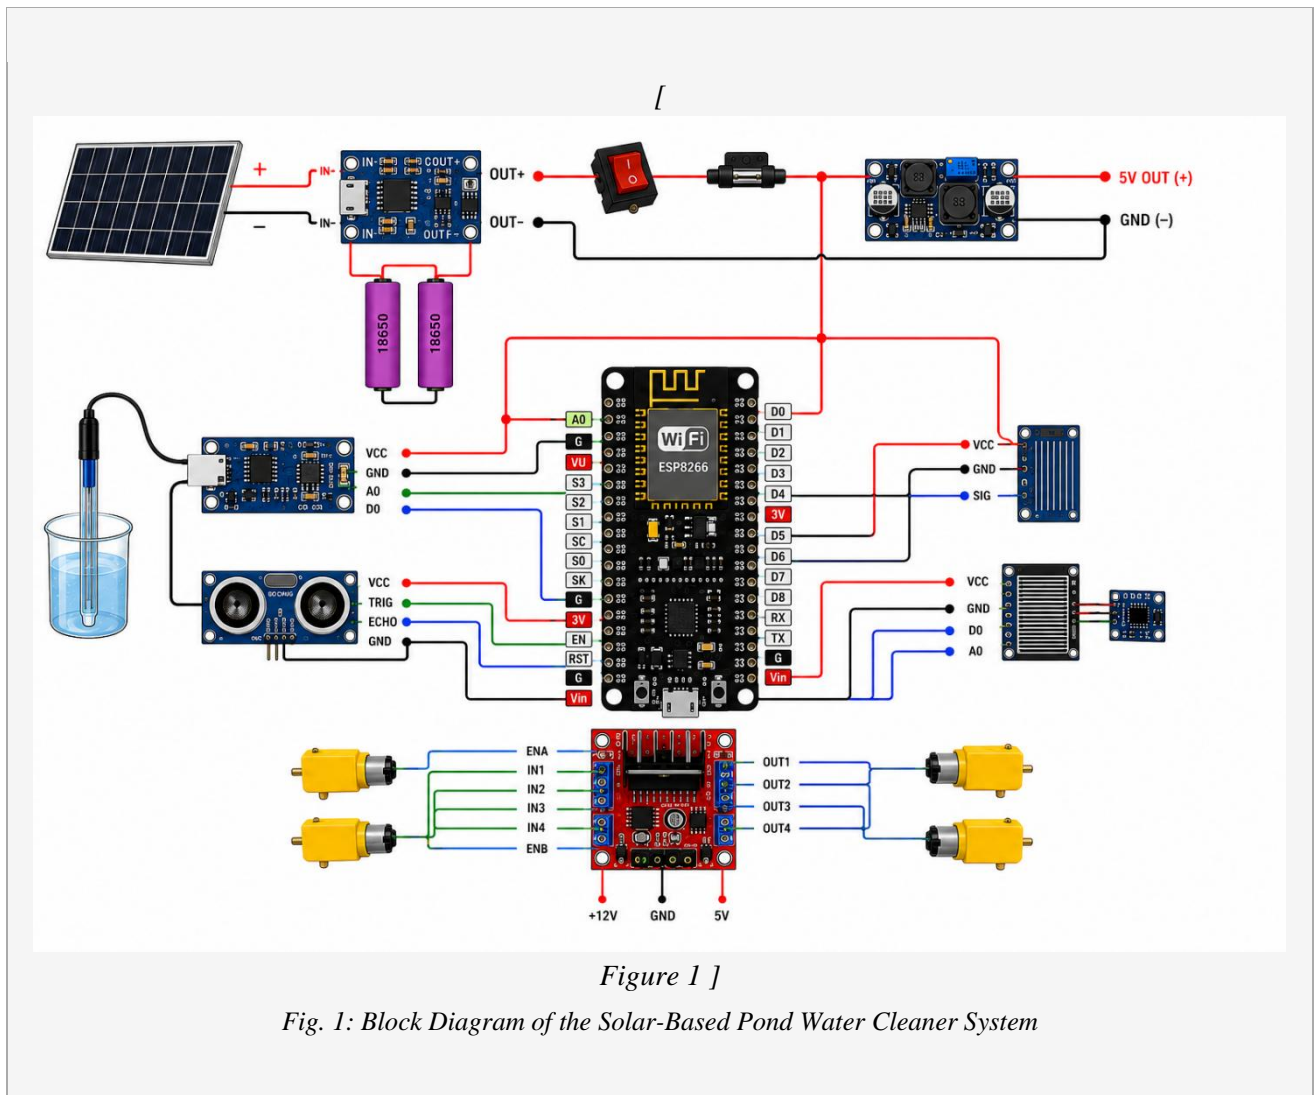 [
+
−
IN-
IN-
IN-
COUT+
IN-
OUT+
OUT-
5V OUT (+)
GND (−)
18650
18650
WiFi
ESP8266
A0
G
VU
S3
S2
S1
SC
S0
SK
G
3V
EN
RST
G
Vin
D0
D1
D2
D3
D4
3V
D5
D6
D7
D8
RX
TX
G
Vin
VCC
GND
A0
D0
VCC
TRIG
ECHO
GND
VCC
GND
SIG
VCC
GND
D0
A0
ENA
IN1
IN2
IN3
IN4
ENB
OUT1
OUT2
OUT3
OUT4
+12V
GND
5V
Figure 1 ]
Fig. 1: Block Diagram of the Solar-Based Pond Water Cleaner System